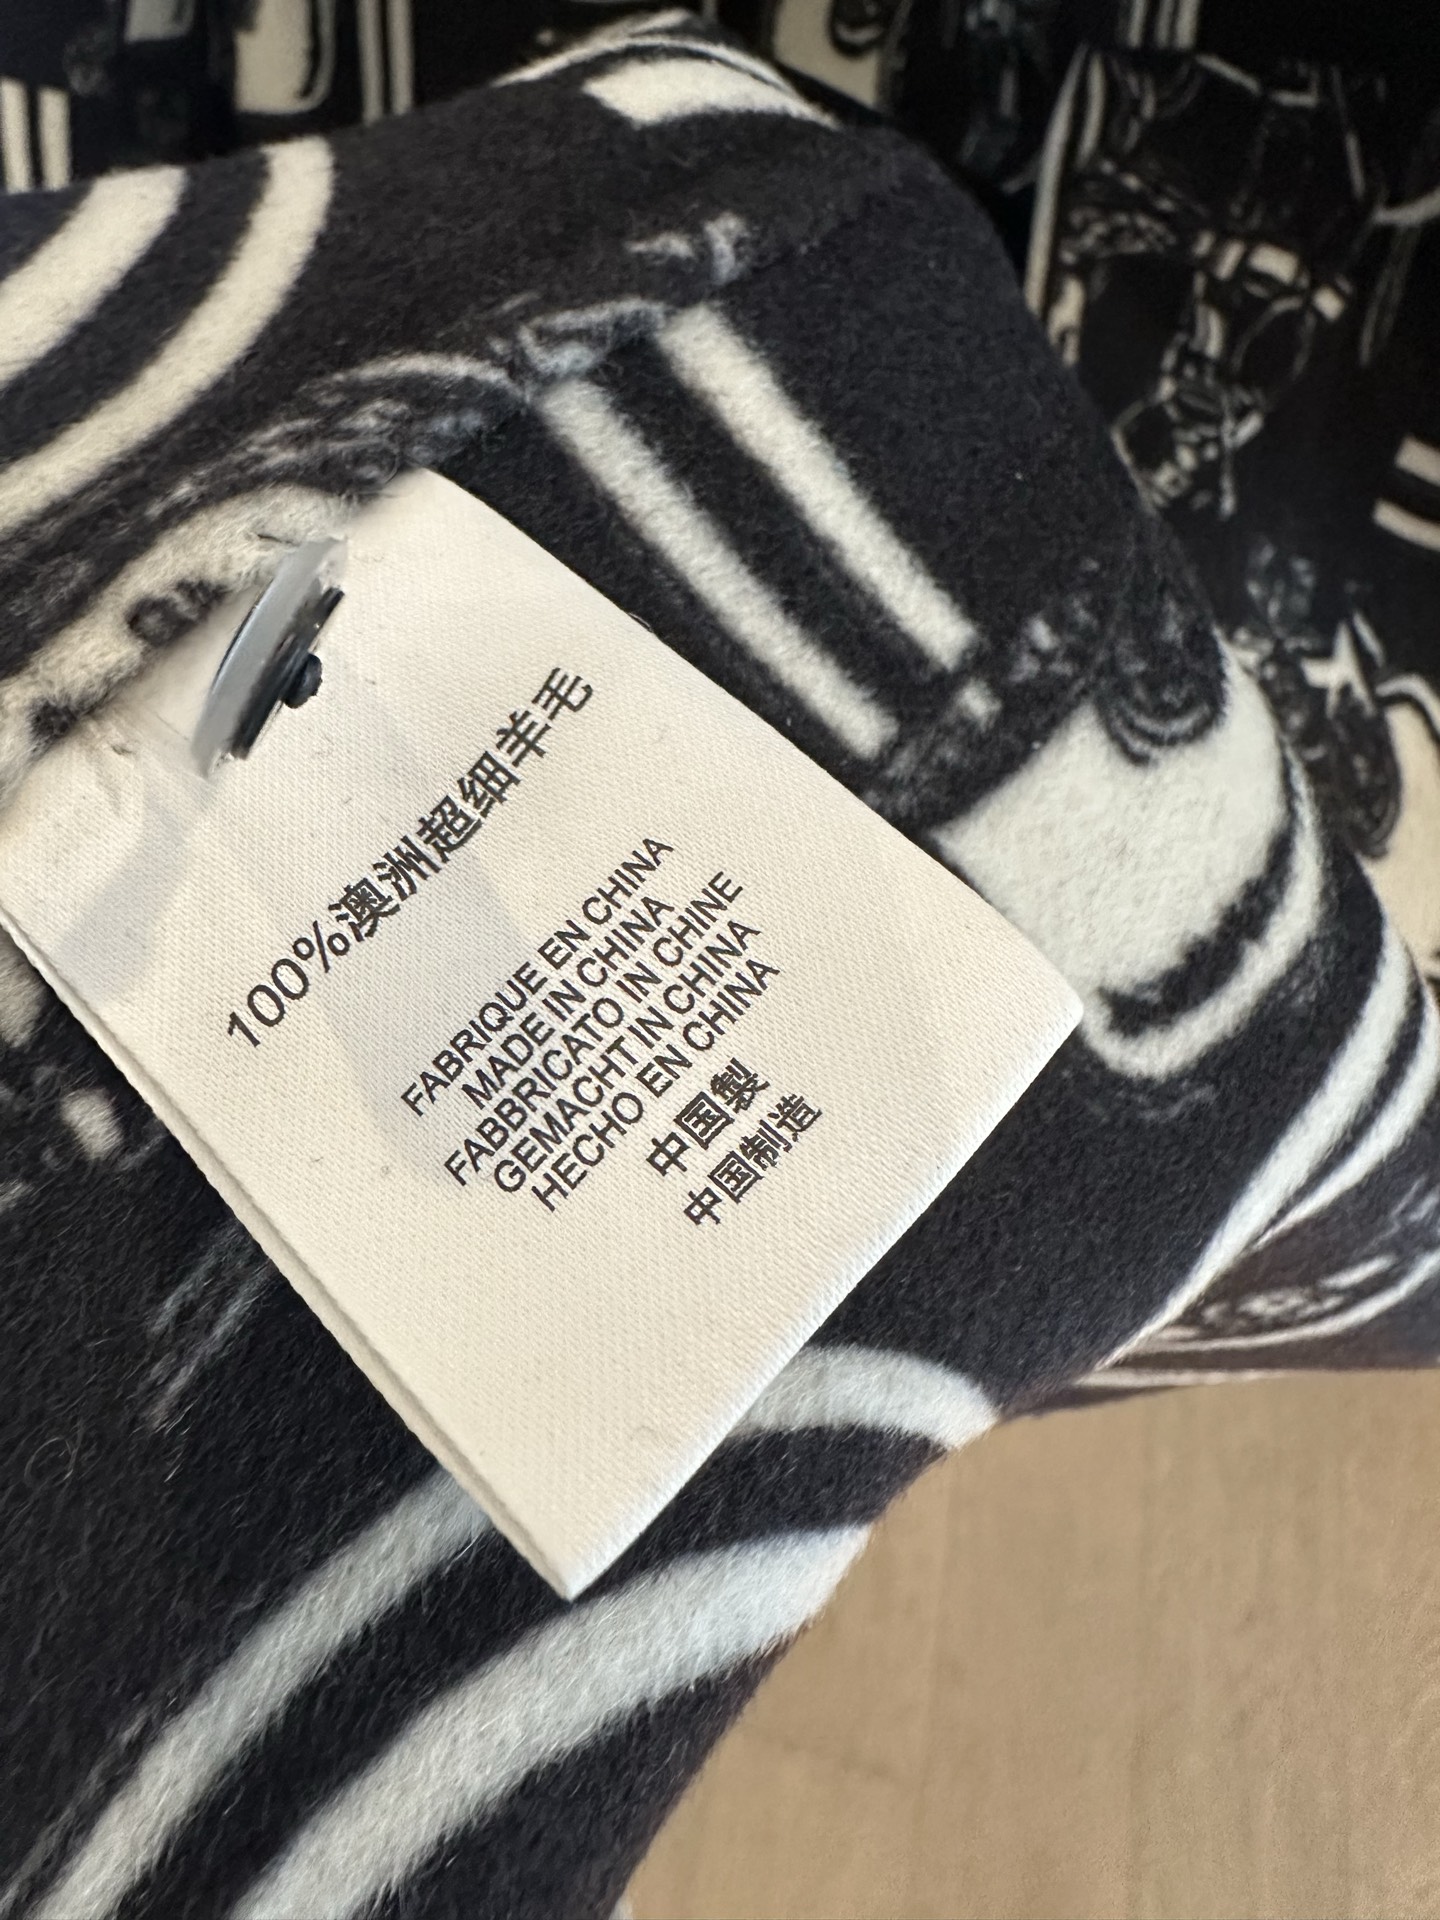 100%澳洲超细羊毛
FABRIQUE EN CHINA
MADE IN CHINA
FABBRICATO IN CHINE
GEMACHT IN CHINA
HECHO EN CHINA
中国製
中国制造